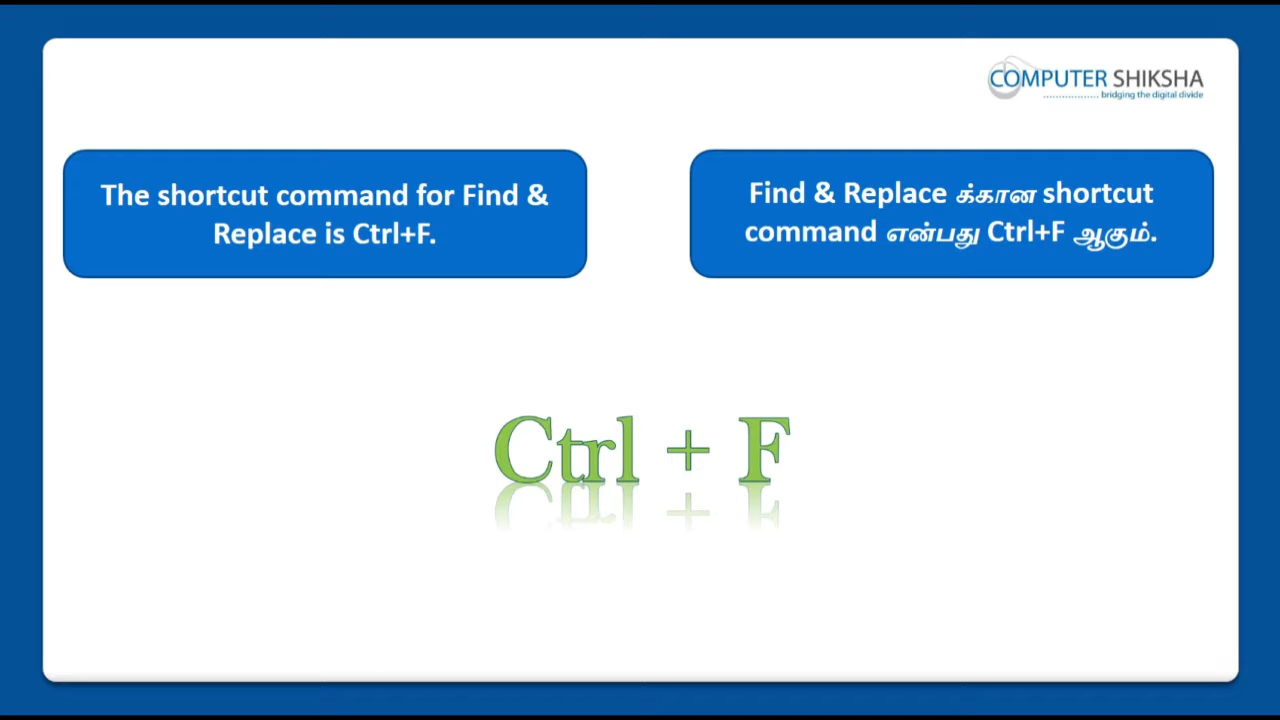 COMPUTER SHIKSHA
bridging the digital divide
The shortcut command for Find &
Replace is Ctrl+F.
Find & Replace க்கான shortcut
command என்பது Ctrl+F ஆகும்.
Ctrl + F